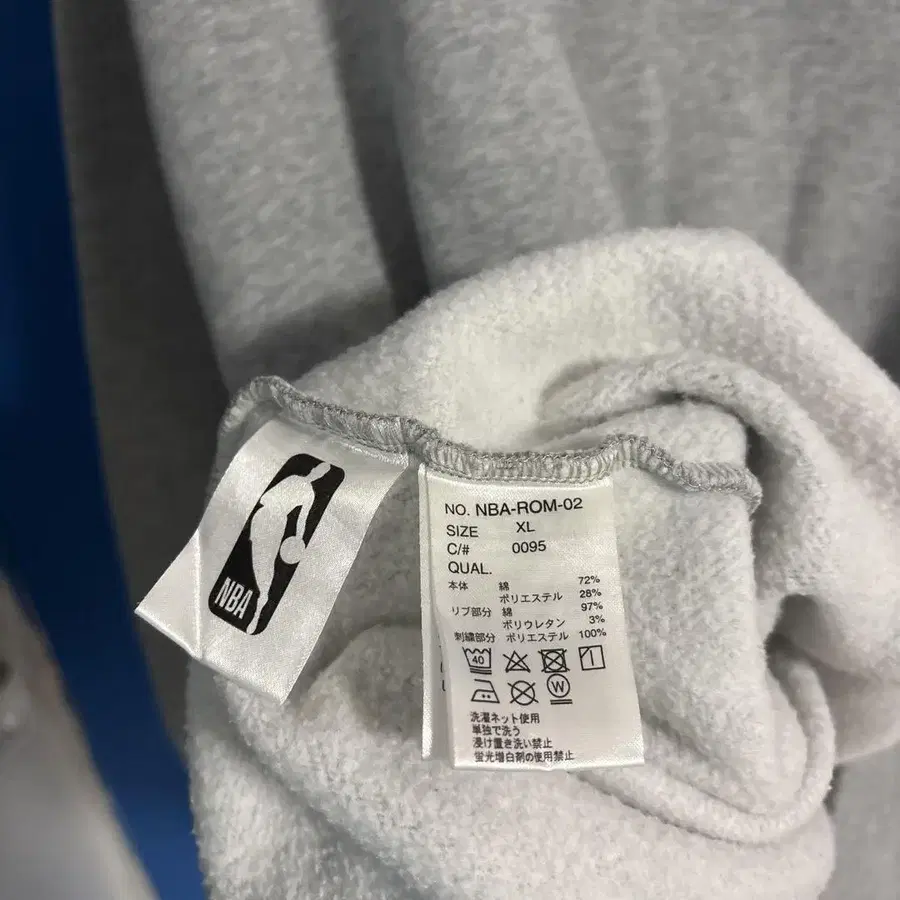 NBA
NO. NBA-ROM-02
SIZE XL
C/# 0095
QUAL.
本体 綿 72%
ポリエステル 28%
リブ部分 綿 97%
ポリウレタン 3%
刺繍部分 ポリエステル 100%
40
W
洗濯ネット使用
単独で洗う
浸け置き洗い禁止
蛍光増白剤の使用禁止